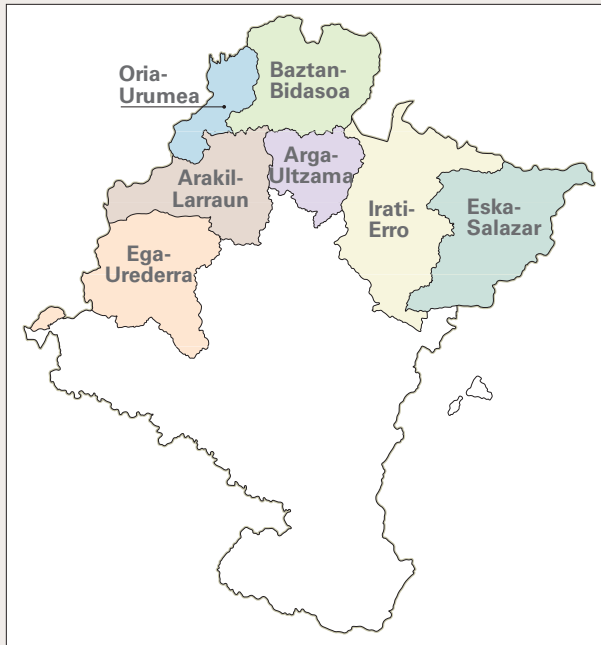 Oria-
Urumea
Baztan-
Bidasoa
Arakil-
Larraun
Arga-
Ultzama
Irati-
Erro
Eska-
Salazar
Ega-
Urederra